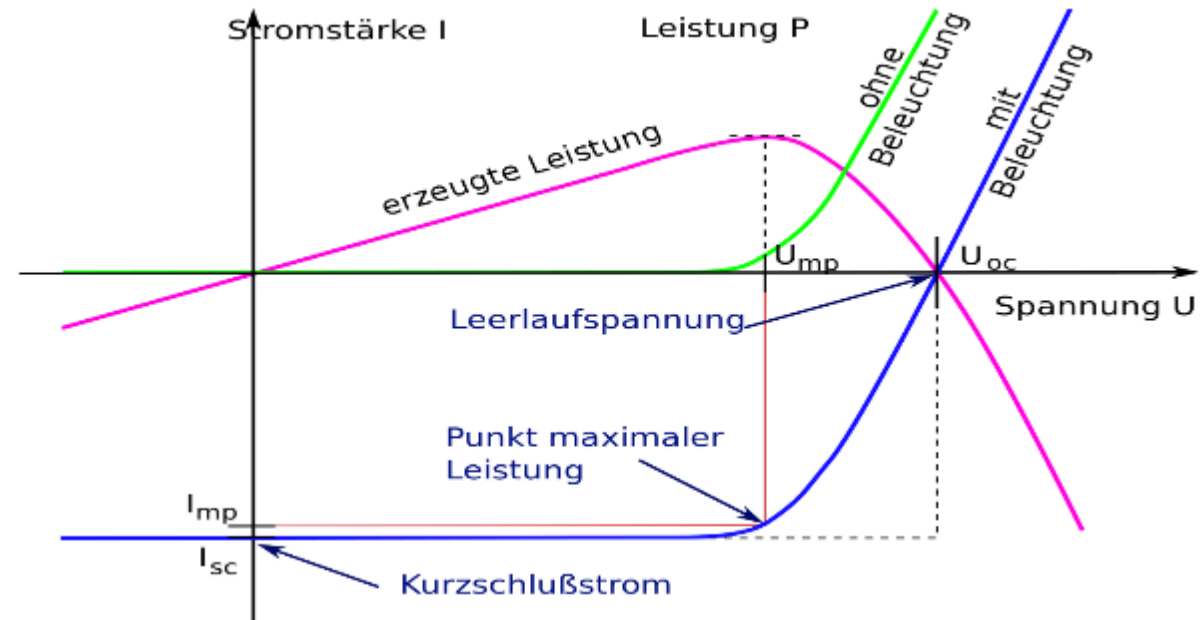 Stromstärke I
Leistung P
ohne
Beleuchtung
mit
Beleuchtung
erzeugte Leistung
Ump
Uoc
Leerlaufspannung
Spannung U
Punkt maximaler
Leistung
Imp
Isc
Kurzschlußstrom